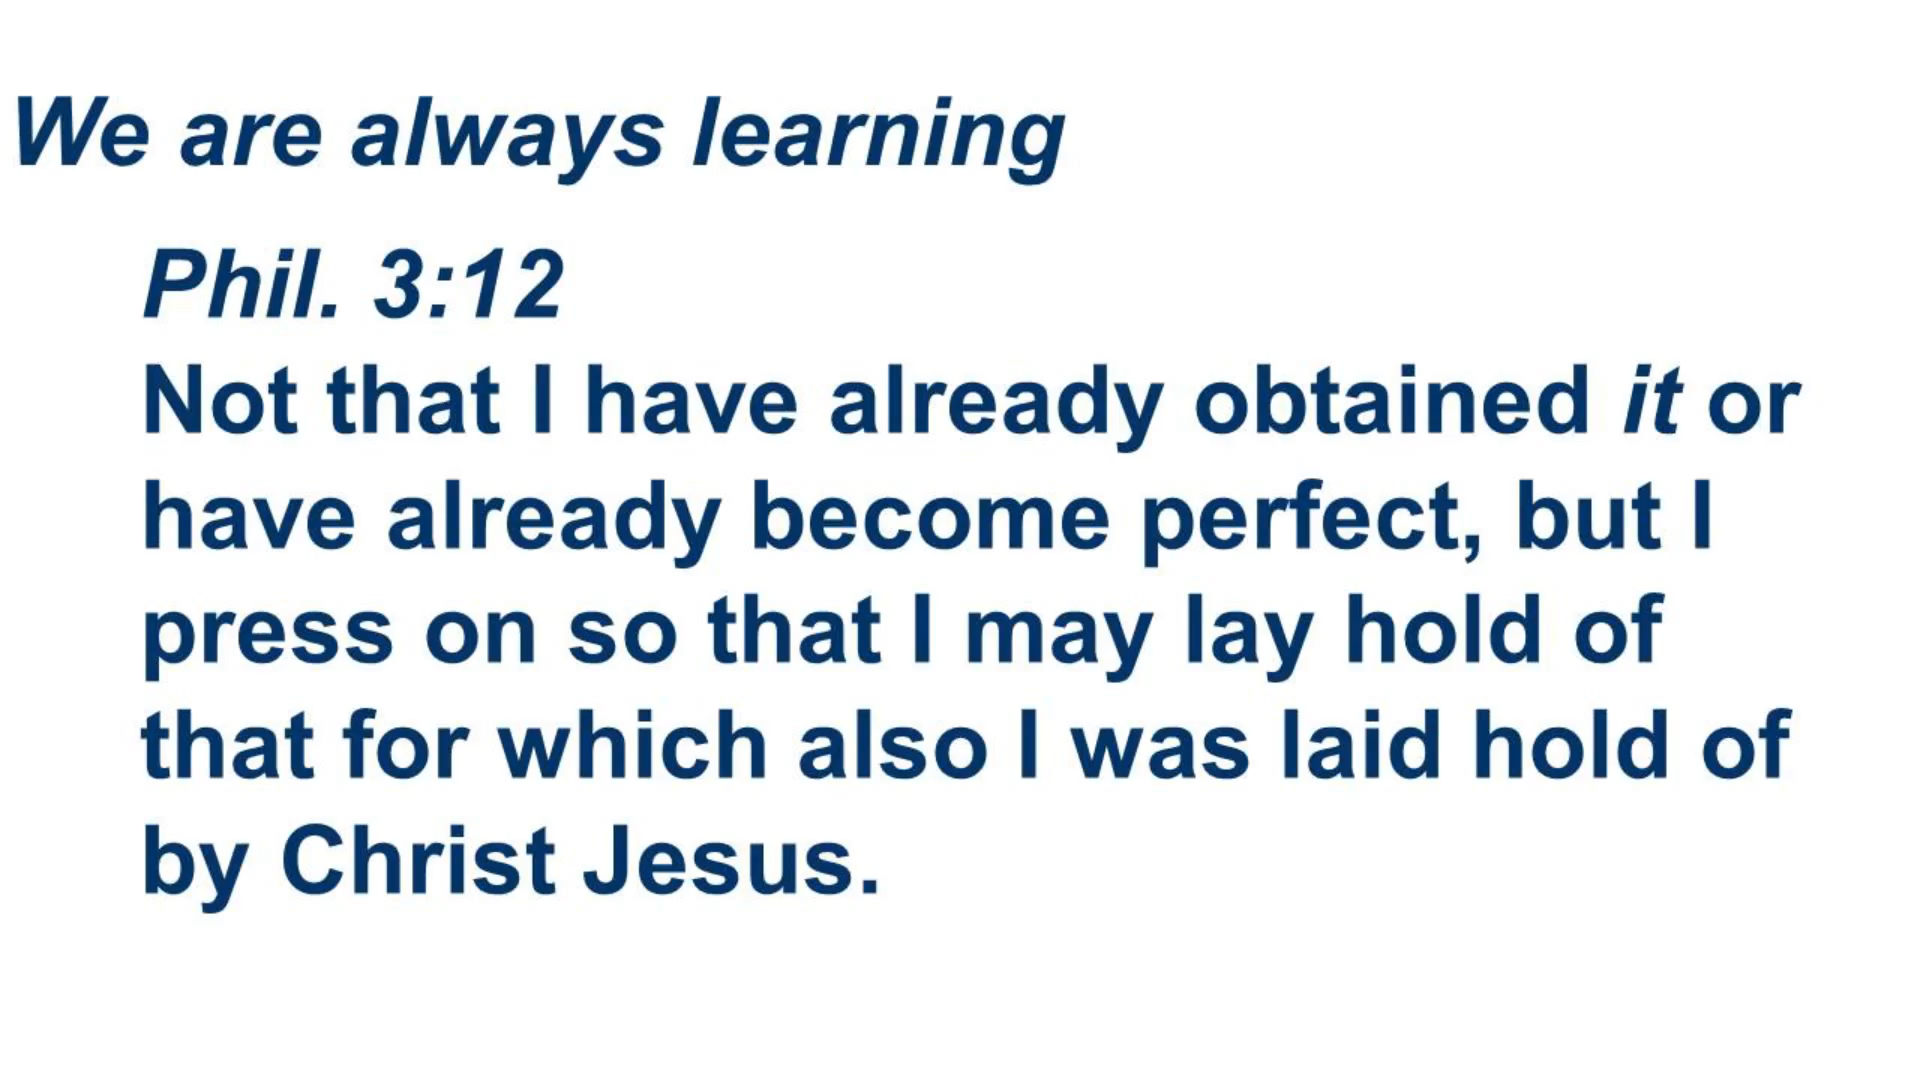 We are always learning
Phil. 3:12
Not that I have already obtained it or
have already become perfect, but I
press on so that I may lay hold of
that for which also I was laid hold of
by Christ Jesus.